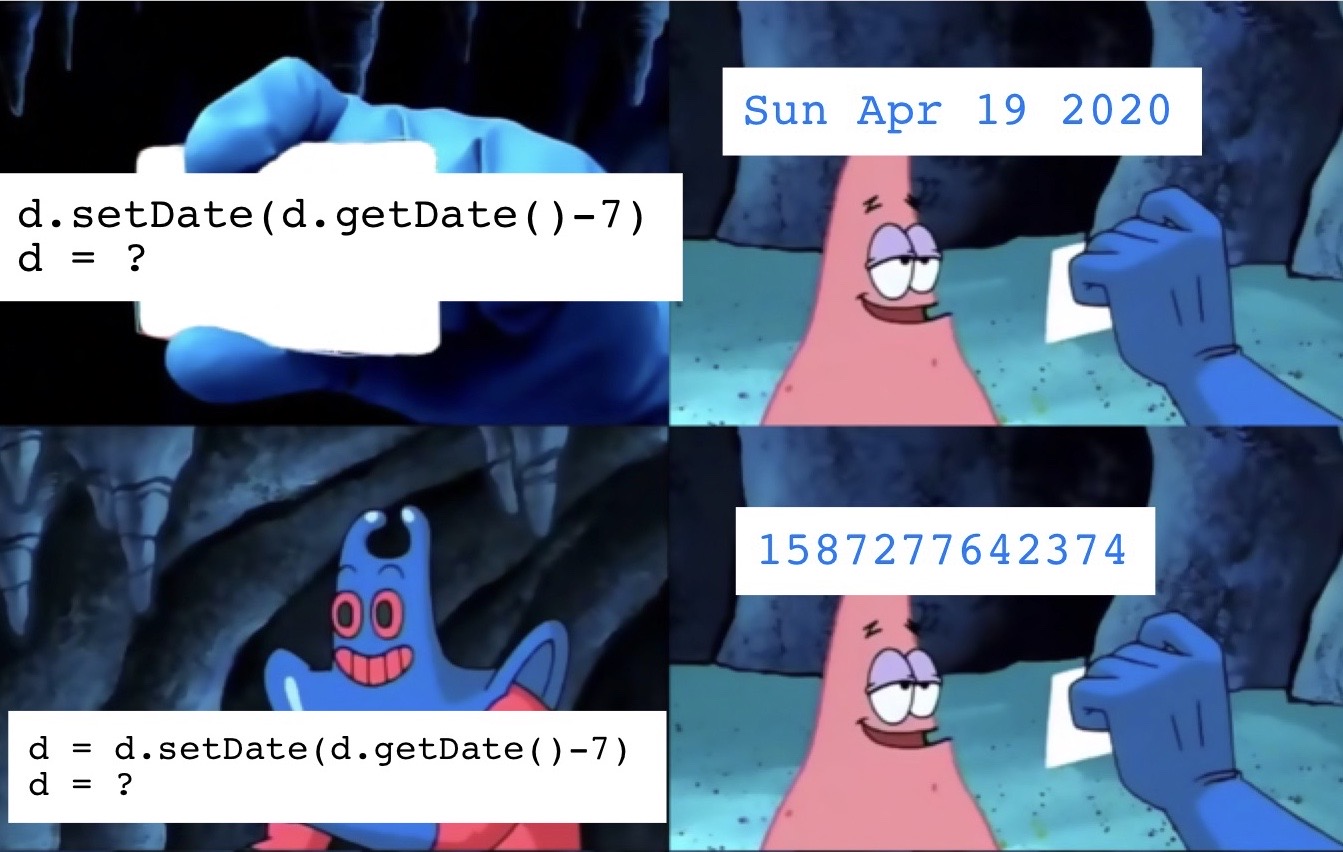 d.setDate(d.getDate()-7)
d = ?
Sun Apr 19 2020
d = d.setDate(d.getDate()-7)
d = ?
1587277642374